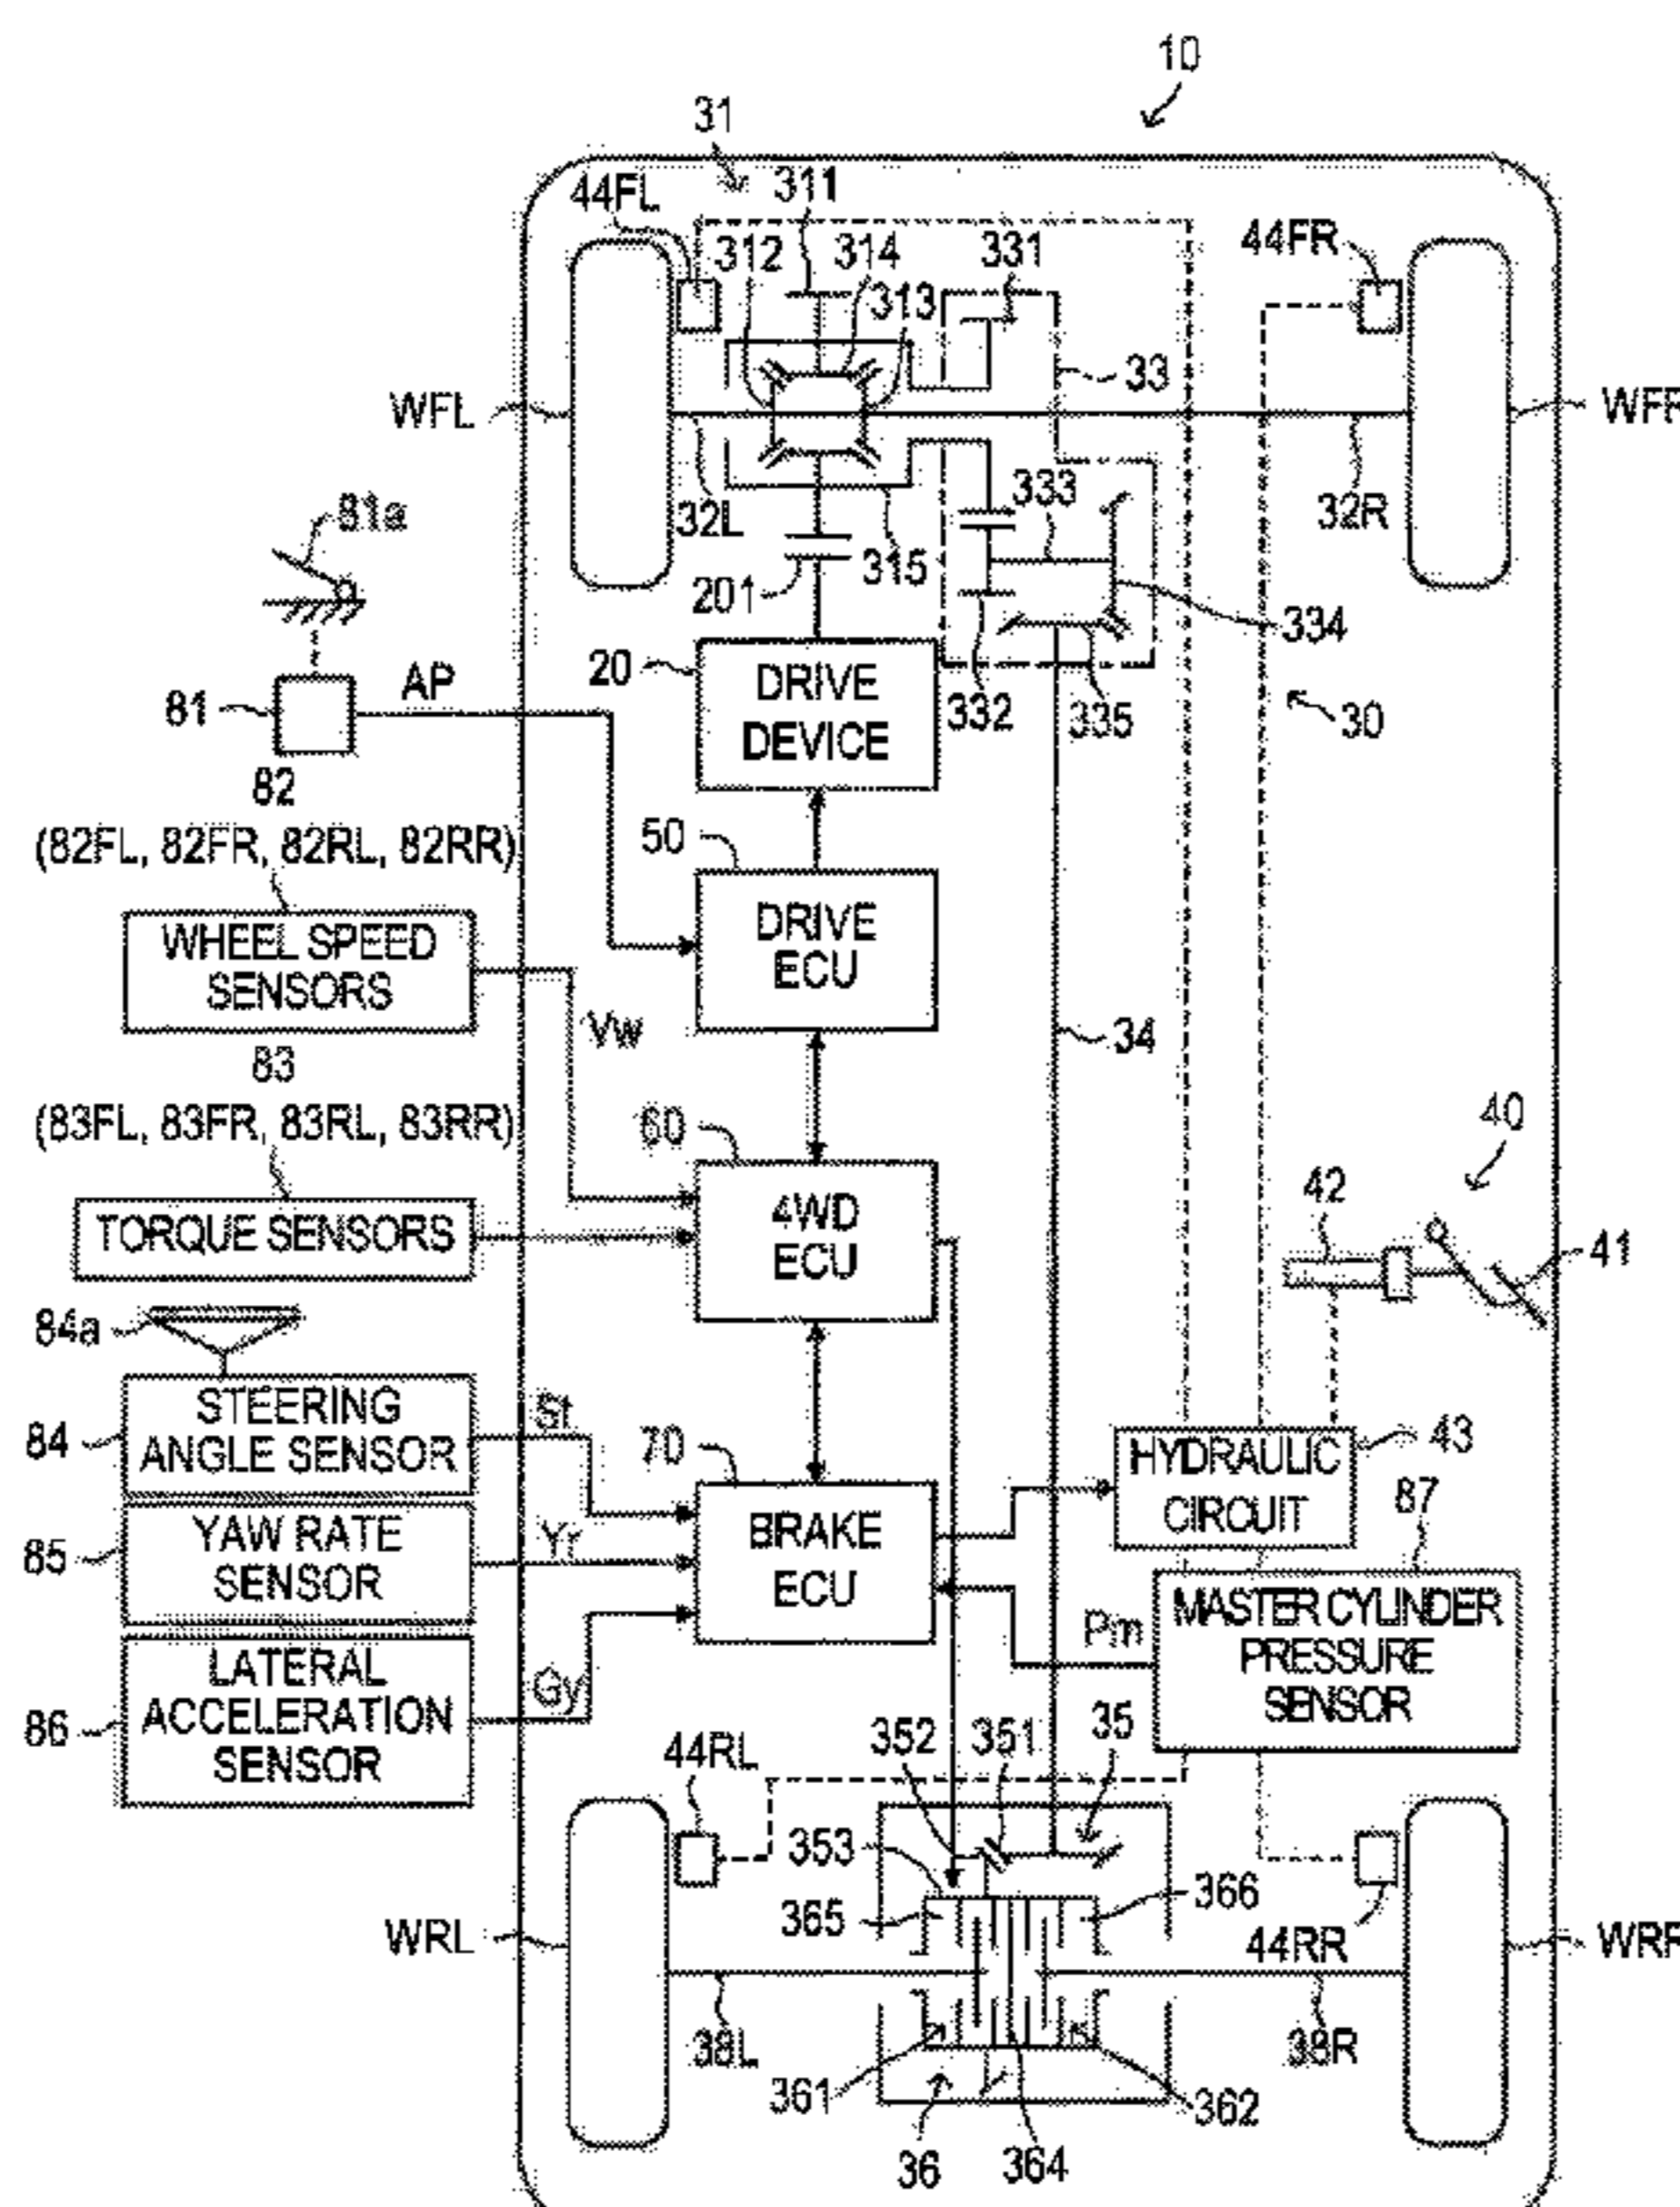 10
31
44FL
311
312
314
331
44FR
313
33
WFL
WFR
32L
333
32R
81a
315
201
334
20
DRIVE
DEVICE
AP
81
332
335
30
82
(82FL, 82FR, 82RL, 82RR)
50
WHEEL SPEED
SENSORS
DRIVE
ECU
Vw
34
83
(83FL, 83FR, 83RL, 83RR)
60
40
TORQUE SENSORS
4WD
ECU
42
41
84a
STEERING
ANGLE SENSOR
84
St
70
HYDRAULIC
CIRCUIT
43
87
YAW RATE
SENSOR
85
Yr
BRAKE
ECU
MASTER CYLINDER
PRESSURE
SENSOR
Pm
LATERAL
ACCELERATION
SENSOR
86
Gy
44RL
352
351
35
353
365
366
WRL
44RR
38L
38R
361
362
36
364